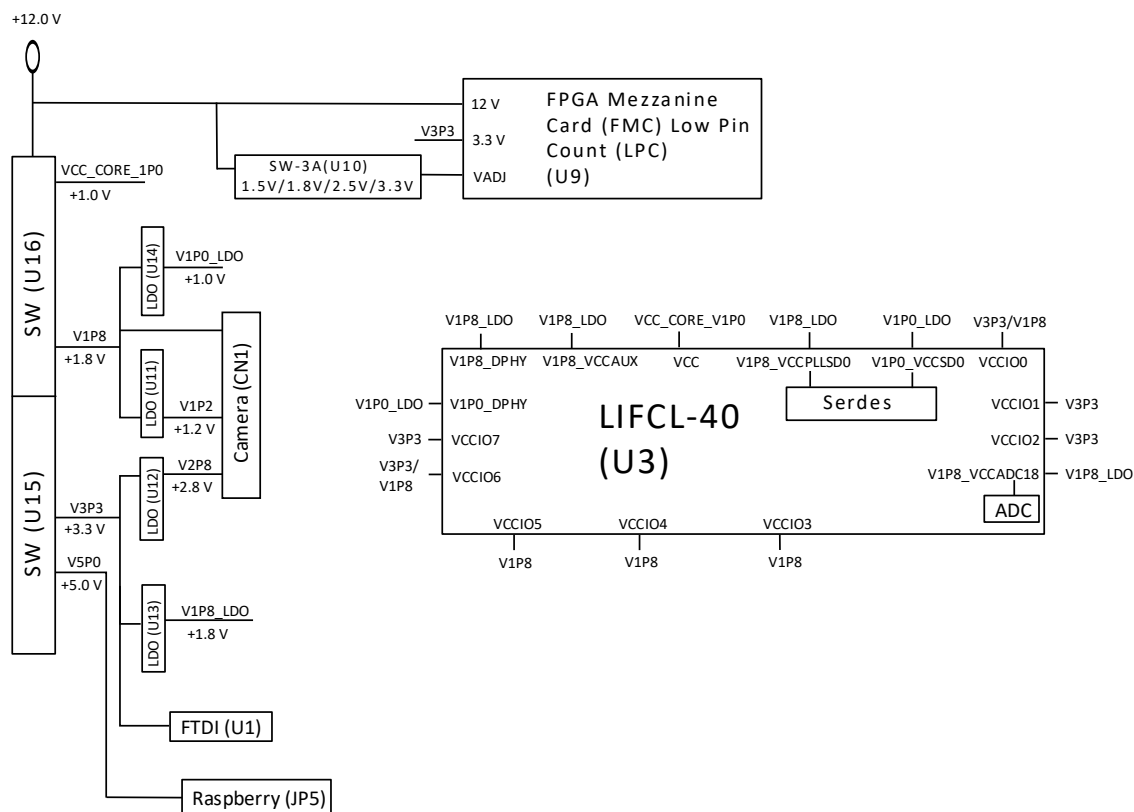 +12.0 V
12 V
FPGA Mezzanine
Card (FMC) Low Pin
Count (LPC)
(U9)
V3P3
3.3 V
VADJ
SW-3A(U10)
1.5V/1.8V/2.5V/3.3V
SW (U16)
VCC_CORE_1P0
+1.0 V
LDO (U14)
V1P0_LDO
+1.0 V
V1P8
+1.8 V
LDO (U11)
V1P2
+1.2 V
Camera (CN1)
SW (U15)
LDO (U12)
V2P8
+2.8 V
V3P3
+3.3 V
V5P0
+5.0 V
LDO (U13)
V1P8_LDO
+1.8 V
FTDI (U1)
Raspberry (JP5)
V1P8_LDO
V1P8_LDO
VCC_CORE_V1P0
V1P8_LDO
V1P0_LDO
V3P3/V1P8
V1P8_DPHY
V1P8_VCCAUX
VCC
V1P8_VCCPLLSD0
V1P0_VCCSD0
VCCIO0
Serdes
LIFCL-40
(U3)
V1P0_LDO
V1P0_DPHY
V3P3
VCCIO7
V3P3/
V1P8
VCCIO6
VCCIO1
V3P3
VCCIO2
V3P3
V1P8_VCCADC18
V1P8_LDO
ADC
VCCIO5
VCCIO4
VCCIO3
V1P8
V1P8
V1P8